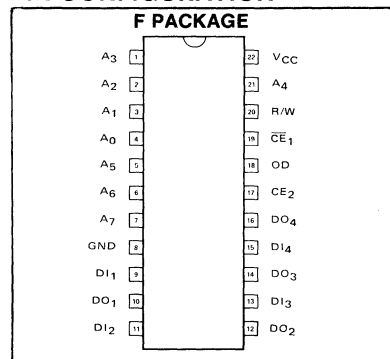 F PACKAGE
A3 1 22 VCC
A2 2 21 A4
A1 3 20 R/W
A0 4 19 C̅E̅1
A5 5 18 OD
A6 6 17 CE2
A7 7 16 DO4
GND 8 15 DI4
DI1 9 14 DO3
DO1 10 13 DI3
DI2 11 12 DO2